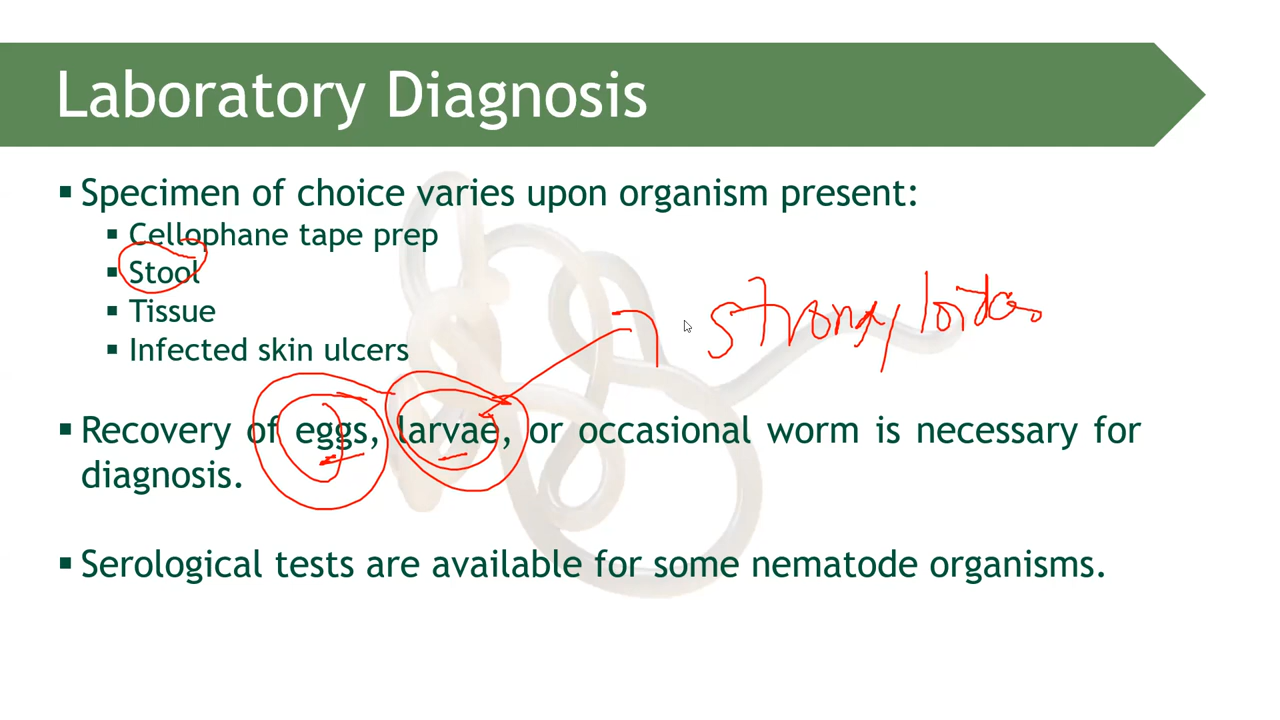 Laboratory Diagnosis
▪ Specimen of choice varies upon organism present:
▪ Cellophane tape prep
▪ Stool
▪ Tissue
▪ Infected skin ulcers
strongyloides
▪ Recovery of eggs, larvae, or occasional worm is necessary for
diagnosis.
▪ Serological tests are available for some nematode organisms.